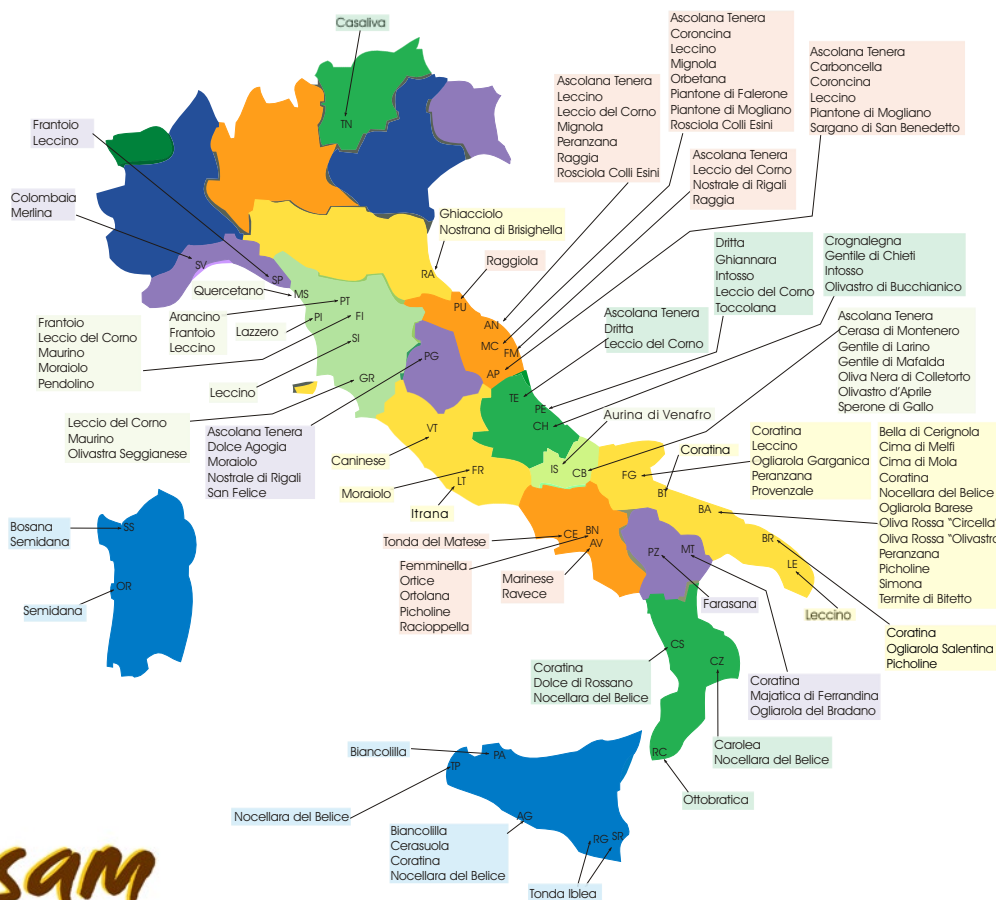 Casaliva
TN
Frantoio
Leccino
Colombaia
Merlina
SV
SP
Ascolana Tenera
Leccino
Leccio del Corno
Mignola
Peranzana
Raggia
Rosciola Colli Esini
Ascolana Tenera
Coroncina
Leccino
Mignola
Orbetana
Piantone di Falerone
Piantone di Mogliano
Rosciola Colli Esini
Ascolana Tenera
Carboncella
Coroncina
Leccino
Piantone di Mogliano
Sargano di San Benedetto
Ascolana Tenera
Leccio del Corno
Nostrale di Rigali
Raggia
Ghiacciolo
Nostrana di Brisighella
RA
Raggiola
PU
AN
MC
FM
AP
Dritta
Ghiannara
Intosso
Leccio del Corno
Toccolana
Crognalegna
Gentile di Chieti
Intosso
Olivastro di Bucchianico
Ascolana Tenera
Dritta
Leccio del Corno
TE
PE
CH
Ascolana Tenera
Cerasa di Montenero
Gentile di Larino
Gentile di Mafalda
Oliva Nera di Colletorto
Olivastro d'Aprile
Sperone di Gallo
Quercetano
MS
Arancino
Frantoio
Leccino
PT
Lazzero
PI
FI
Frantoio
Leccio del Corno
Maurino
Moraiolo
Pendolino
SI
Leccino
GR
Leccio del Corno
Maurino
Olivastra Seggianese
PG
Ascolana Tenera
Dolce Agogia
Moraiolo
Nostrale di Rigali
San Felice
VT
Caninese
FR
Moraiolo
LT
Itrana
Aurina di Venafro
IS
CB
Coratina
Coratina
Leccino
Ogliarola Garganica
Peranzana
Provenzale
Bella di Cerignola
Cima di Melfi
Cima di Mola
Coratina
Nocellara del Belice
Ogliarola Barese
Oliva Rossa "Circella"
Oliva Rossa "Olivastro
Peranzana
Picholine
Simona
Termite di Bitetto
FG
BT
BA
BR
LE
Leccino
Coratina
Ogliarola Salentina
Picholine
Tonda del Matese
CE
BN
AV
Femminella
Ortice
Ortolana
Picholine
Racioppella
Marinese
Ravece
PZ
MT
Farasana
Coratina
Majatica di Ferrandina
Ogliarola del Bradano
Bosana
Semidana
SS
Semidana
OR
Coratina
Dolce di Rossano
Nocellara del Belice
CS
CZ
Carolea
Nocellara del Belice
RC
Ottobratica
Biancolilla
PA
TP
Nocellara del Belice
AG
Biancolilla
Cerasuola
Coratina
Nocellara del Belice
RG
SR
Tonda Iblea
sam